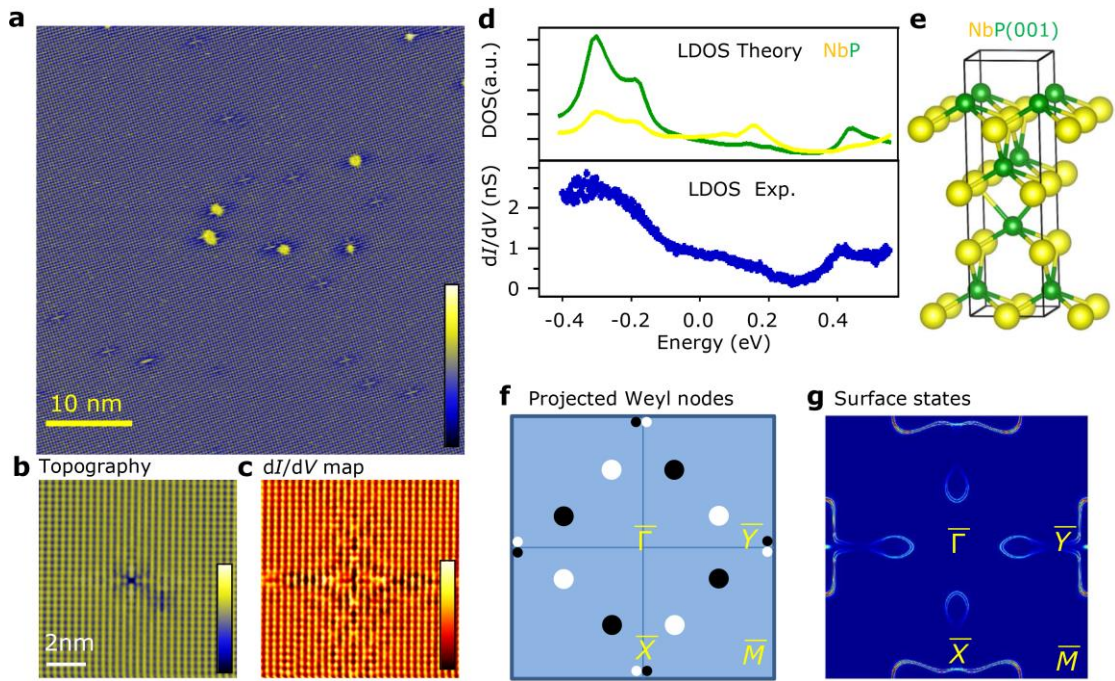 a
10 nm
b Topography
2nm
c dI/dV map
d
LDOS Theory NbP
DOS(a.u.)
LDOS Exp.
dI/dV (nS)
2
1
0
-0.4 -0.2 0.0 0.2 0.4
Energy (eV)
e
NbP(001)
f Projected Weyl nodes
Γ̅
Y̅
X̅
M̅
g Surface states
Γ̅
Y̅
X̅
M̅